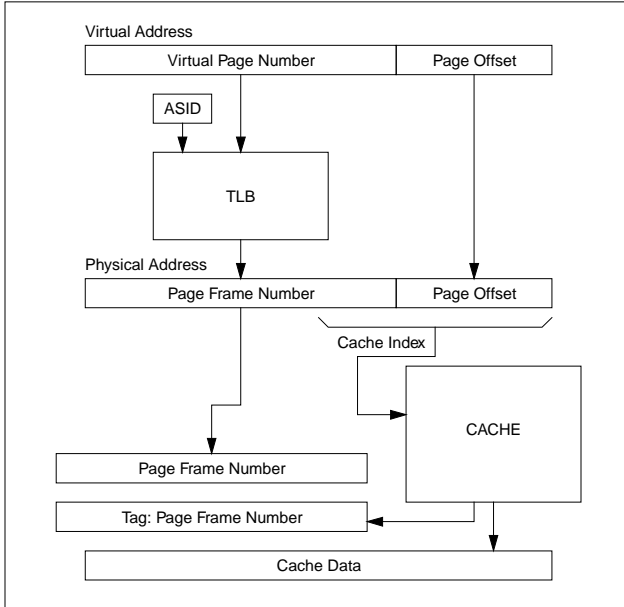 Virtual Address
Virtual Page Number
Page Offset
ASID
TLB
Physical Address
Page Frame Number
Page Offset
Cache Index
CACHE
Page Frame Number
Tag: Page Frame Number
Cache Data